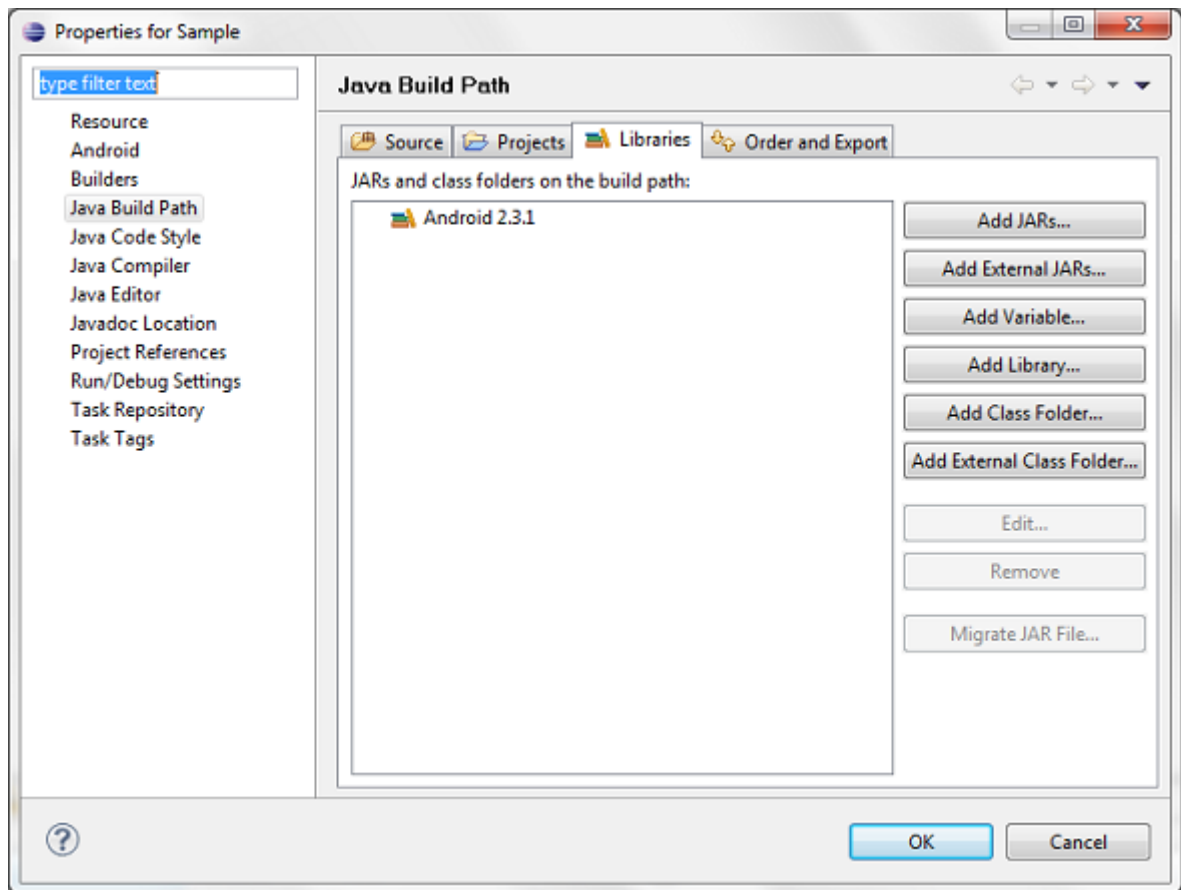 Properties for Sample
type filter text
Resource
Android
Builders
Java Build Path
Java Code Style
Java Compiler
Java Editor
Javadoc Location
Project References
Run/Debug Settings
Task Repository
Task Tags
Java Build Path
Source Projects Libraries Order and Export
JARs and class folders on the build path:
Android 2.3.1
Add JARs...
Add External JARs...
Add Variable...
Add Library...
Add Class Folder...
Add External Class Folder...
Edit...
Remove
Migrate JAR File...
?
OK Cancel